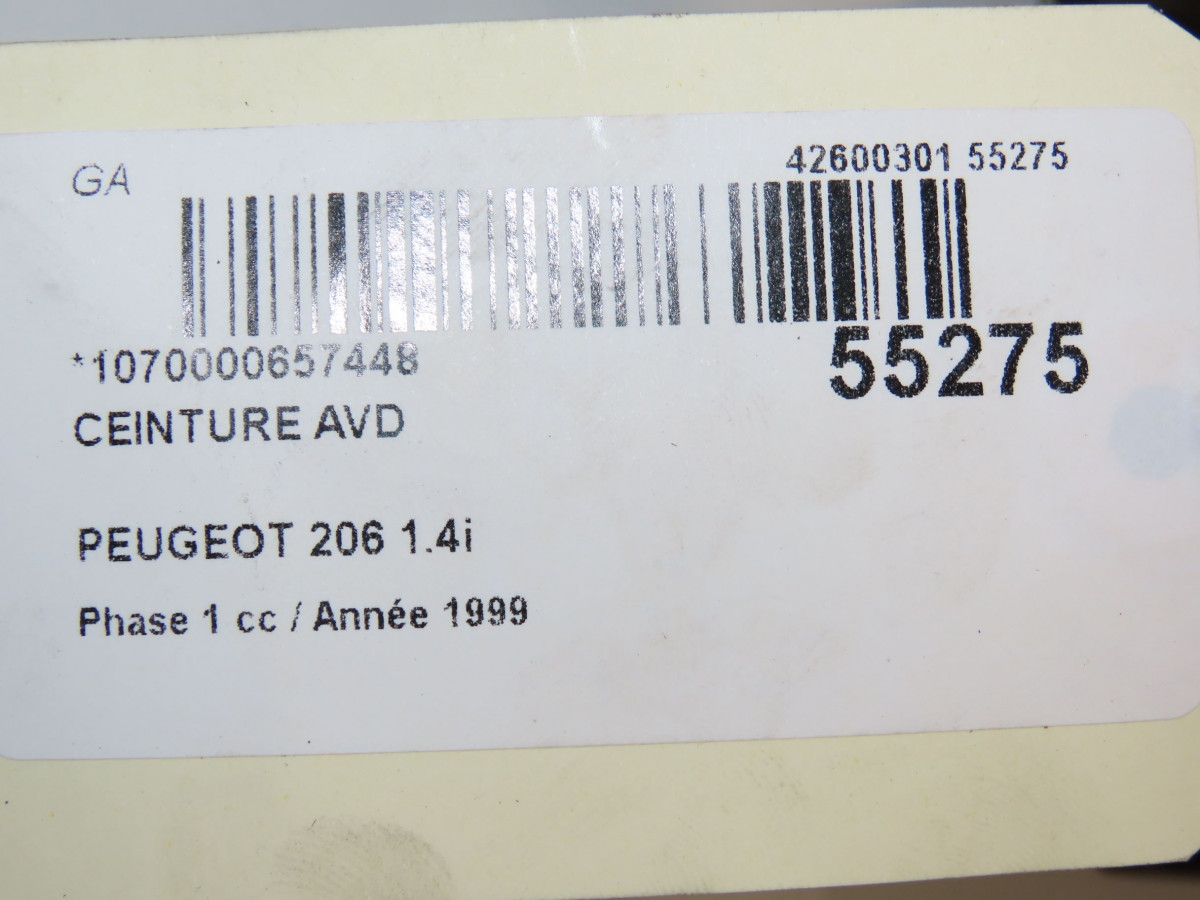 GA
42600301 55275
*1070000657448
55275
CEINTURE AVD
PEUGEOT 206 1.4i
Phase 1 cc / Année 1999